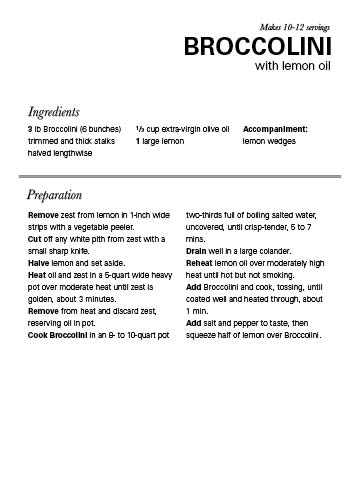 Makes 10-12 servings
BROCCOLINI
with lemon oil
Ingredients
3 lb Broccolini (6 bunches)
trimmed and thick stalks
halved lengthwise
⅓ cup extra-virgin olive oil
1 large lemon
Accompaniment:
lemon wedges
Preparation
Remove zest from lemon in 1-inch wide
strips with a vegetable peeler.
Cut off any white pith from zest with a
small sharp knife.
Halve lemon and set aside.
Heat oil and zest in a 5-quart wide heavy
pot over moderate heat until zest is
golden, about 3 minutes.
Remove from heat and discard zest,
reserving oil in pot.
Cook Broccolini in an 8- to 10-quart pot
two-thirds full of boiling salted water,
uncovered, until crisp-tender, 5 to 7
mins.
Drain well in a large colander.
Reheat lemon oil over moderately high
heat until hot but not smoking.
Add Broccolini and cook, tossing, until
coated well and heated through, about
1 min.
Add salt and pepper to taste, then
squeeze half of lemon over Broccolini.